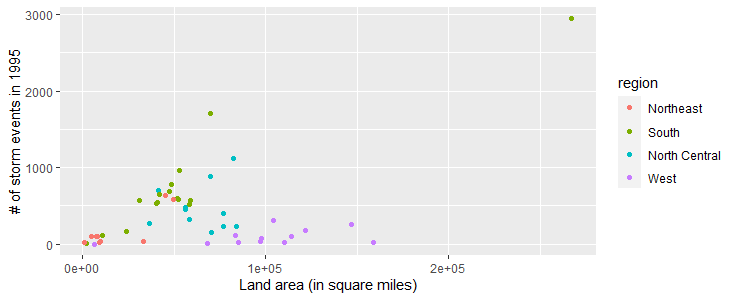 3000
2000
1000
0
# of storm events in 1995
0e+00
1e+05
2e+05
Land area (in square miles)
region
Northeast
South
North Central
West